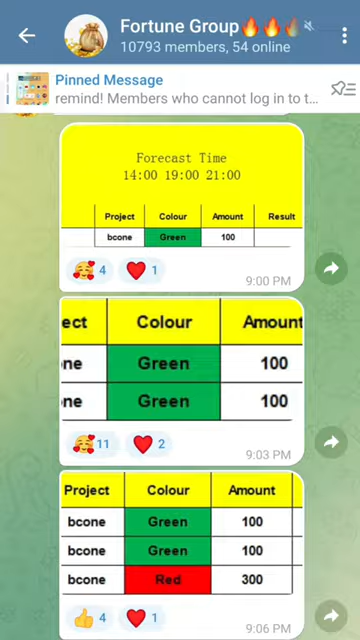 Fortune Group🔥🔥🔥
10793 members, 54 online
Pinned Message
remind! Members who cannot log in to t...
Forecast Time
14:00 19:00 21:00
Project Colour Amount Result
bcone Green 100
4 1
9:00 PM
ect Colour Amount
ne Green 100
ne Green 100
11 2
9:03 PM
Project Colour Amount
bcone Green 100
bcone Green 100
bcone Red 300
4 1
9:06 PM